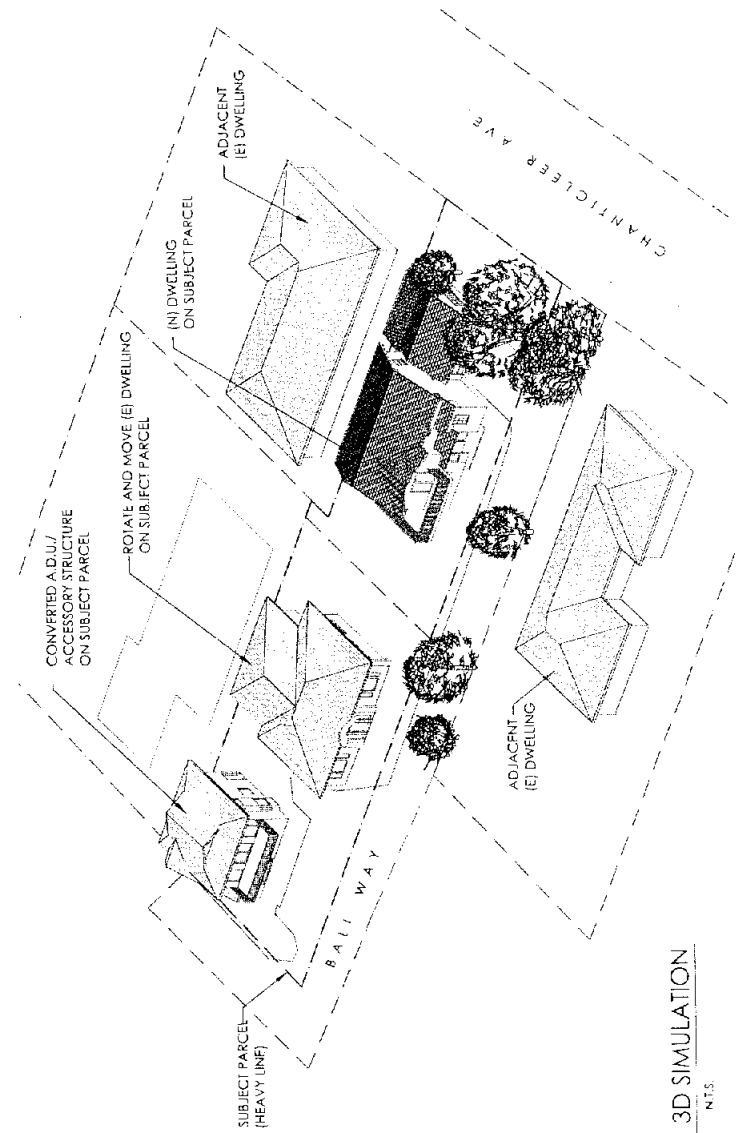 CONVERTED A.D.U./
ACCESSORY STRUCTURE
ON SUBJECT PARCEL
ROTATE AND MOVE (E) DWELLING
ON SUBJECT PARCEL
(N) DWELLING
ON SUBJECT PARCEL
ADJACENT
(E) DWELLING
CHANTICLEER AVE.
SUBJECT PARCEL
(HEAVY LINE)
BALI WAY
ADJACENT
(E) DWELLING
3D SIMULATION
N.T.S.